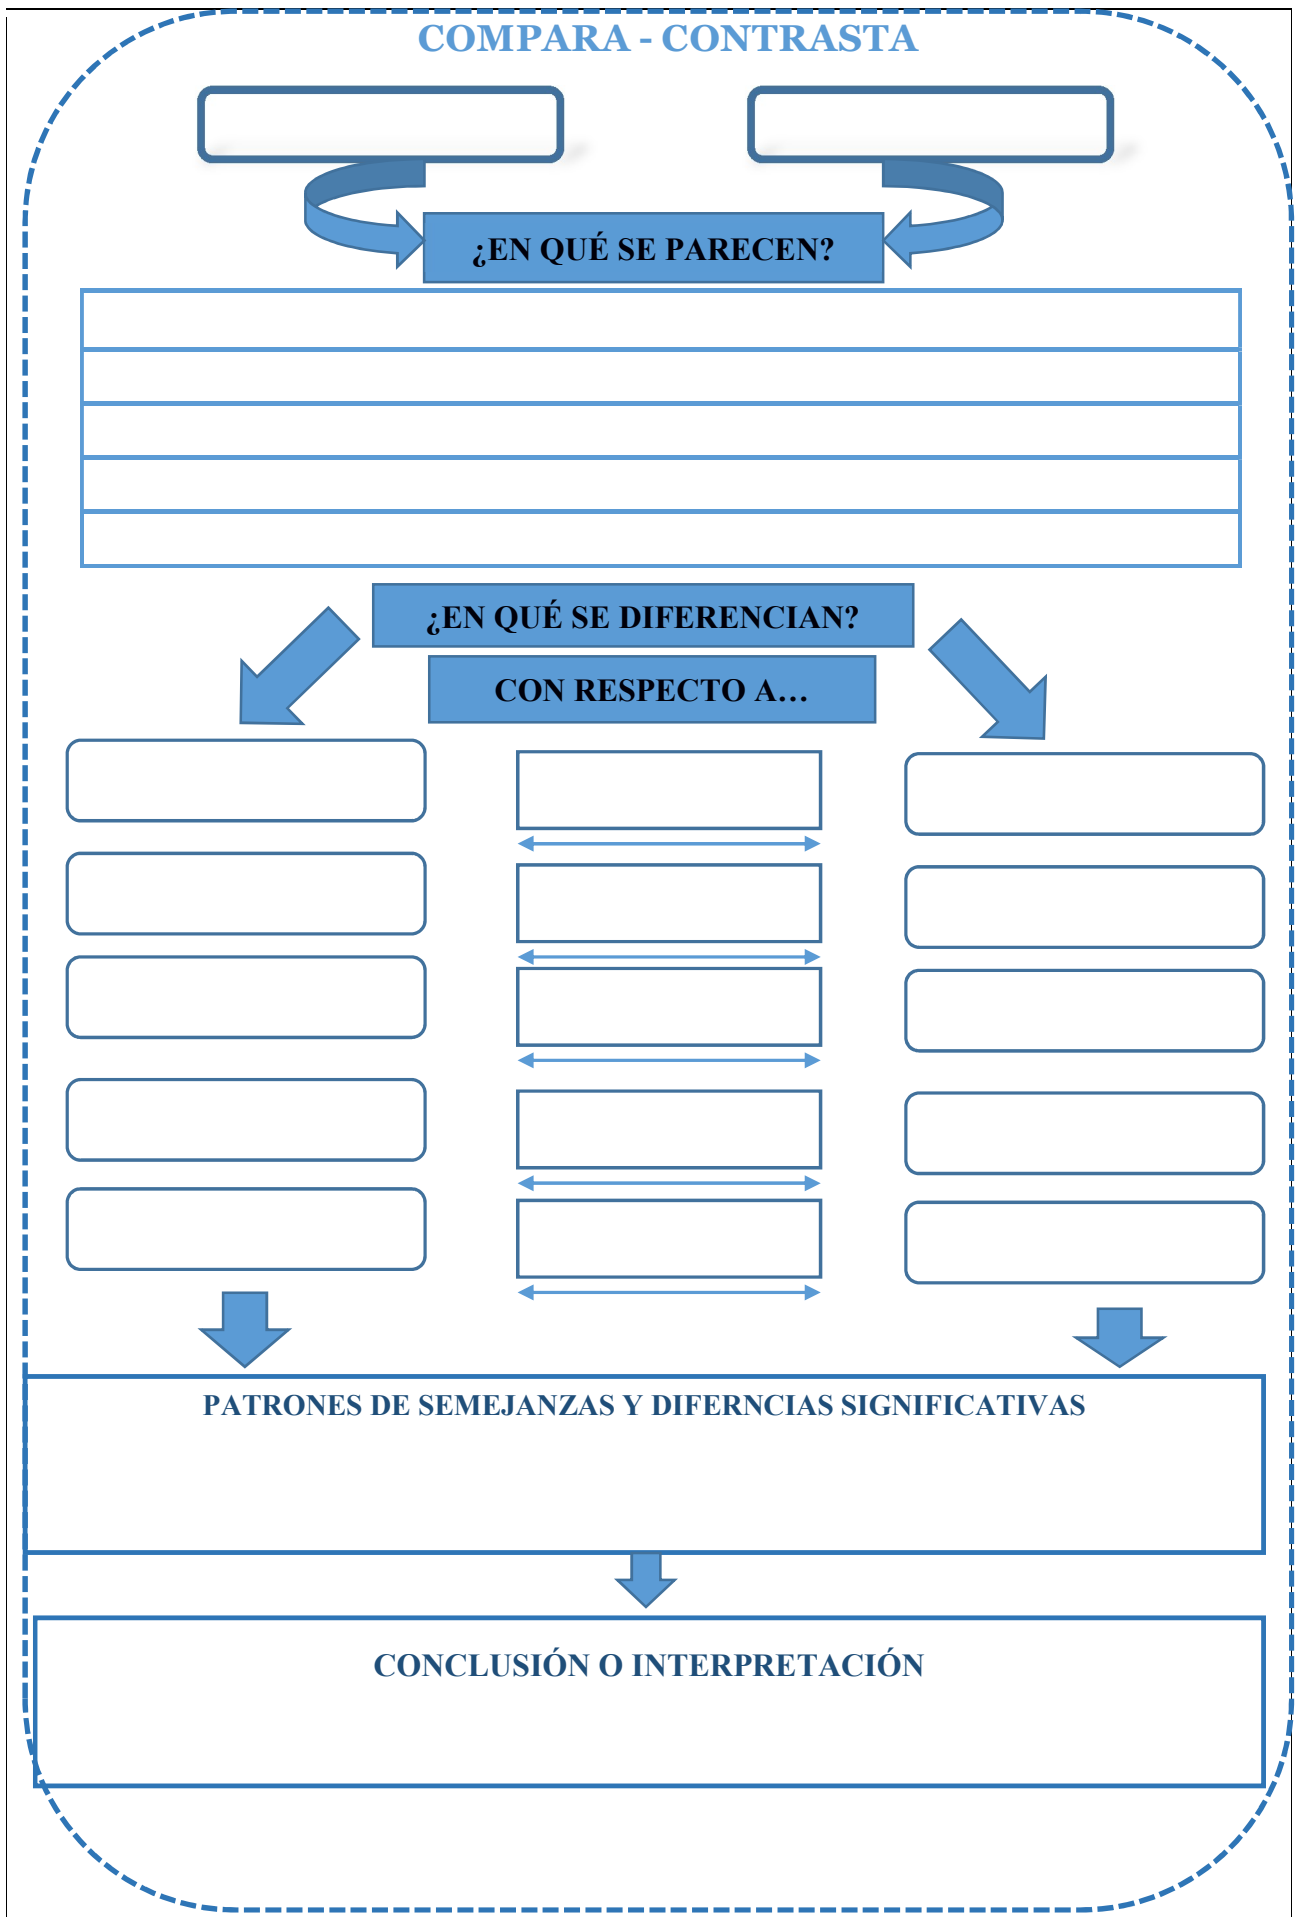 COMPARA - CONTRASTA
¿EN QUÉ SE PARECEN?
¿EN QUÉ SE DIFERENCIAN?
CON RESPECTO A…
PATRONES DE SEMEJANZAS Y DIFERNCIAS SIGNIFICATIVAS
CONCLUSIÓN O INTERPRETACIÓN